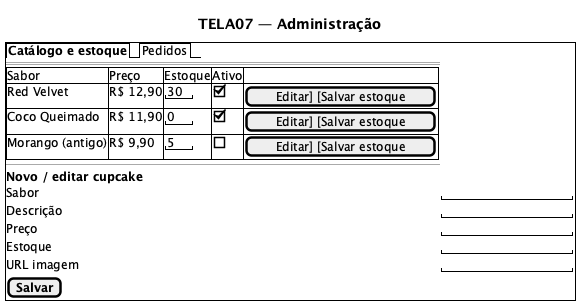 TELA07 — Administração
Catálogo e estoque Pedidos
Sabor Preço Estoque Ativo
Red Velvet R$ 12,90 30 Editar] [Salvar estoque
Coco Queimado R$ 11,90 0 Editar] [Salvar estoque
Morango (antigo) R$ 9,90 5 Editar] [Salvar estoque
Novo / editar cupcake
Sabor
Descrição
Preço
Estoque
URL imagem
Salvar